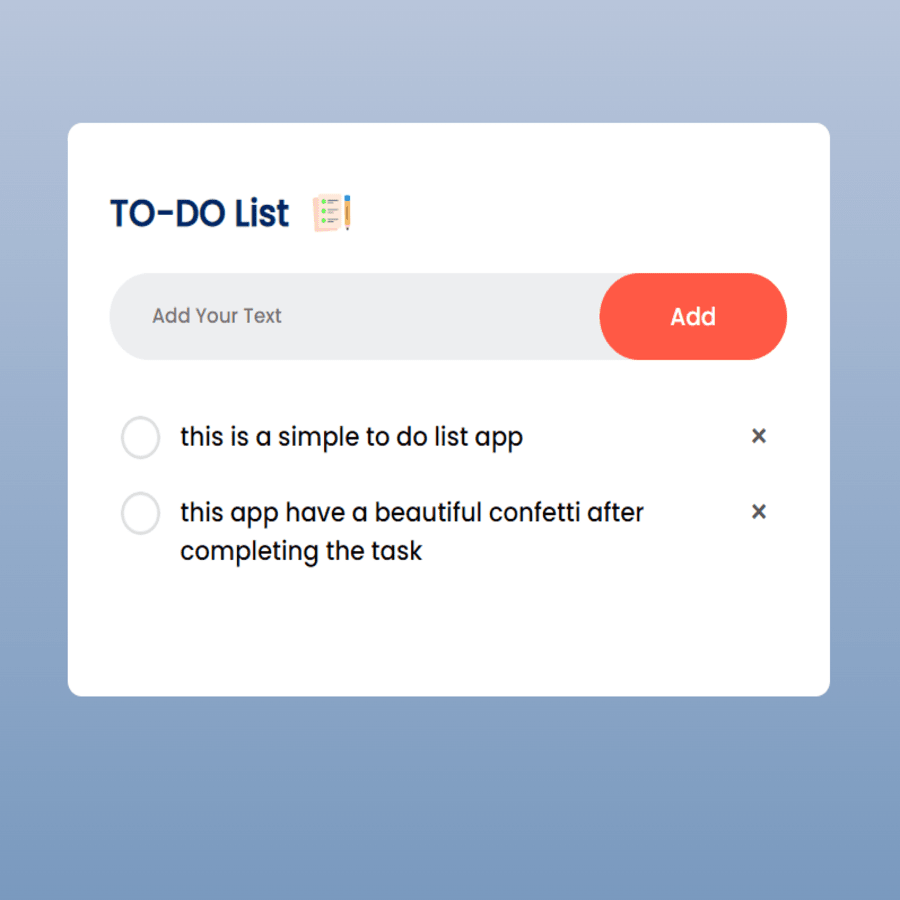 TO-DO List
Add Your Text
Add
this is a simple to do list app
×
this app have a beautiful confetti after
×
completing the task